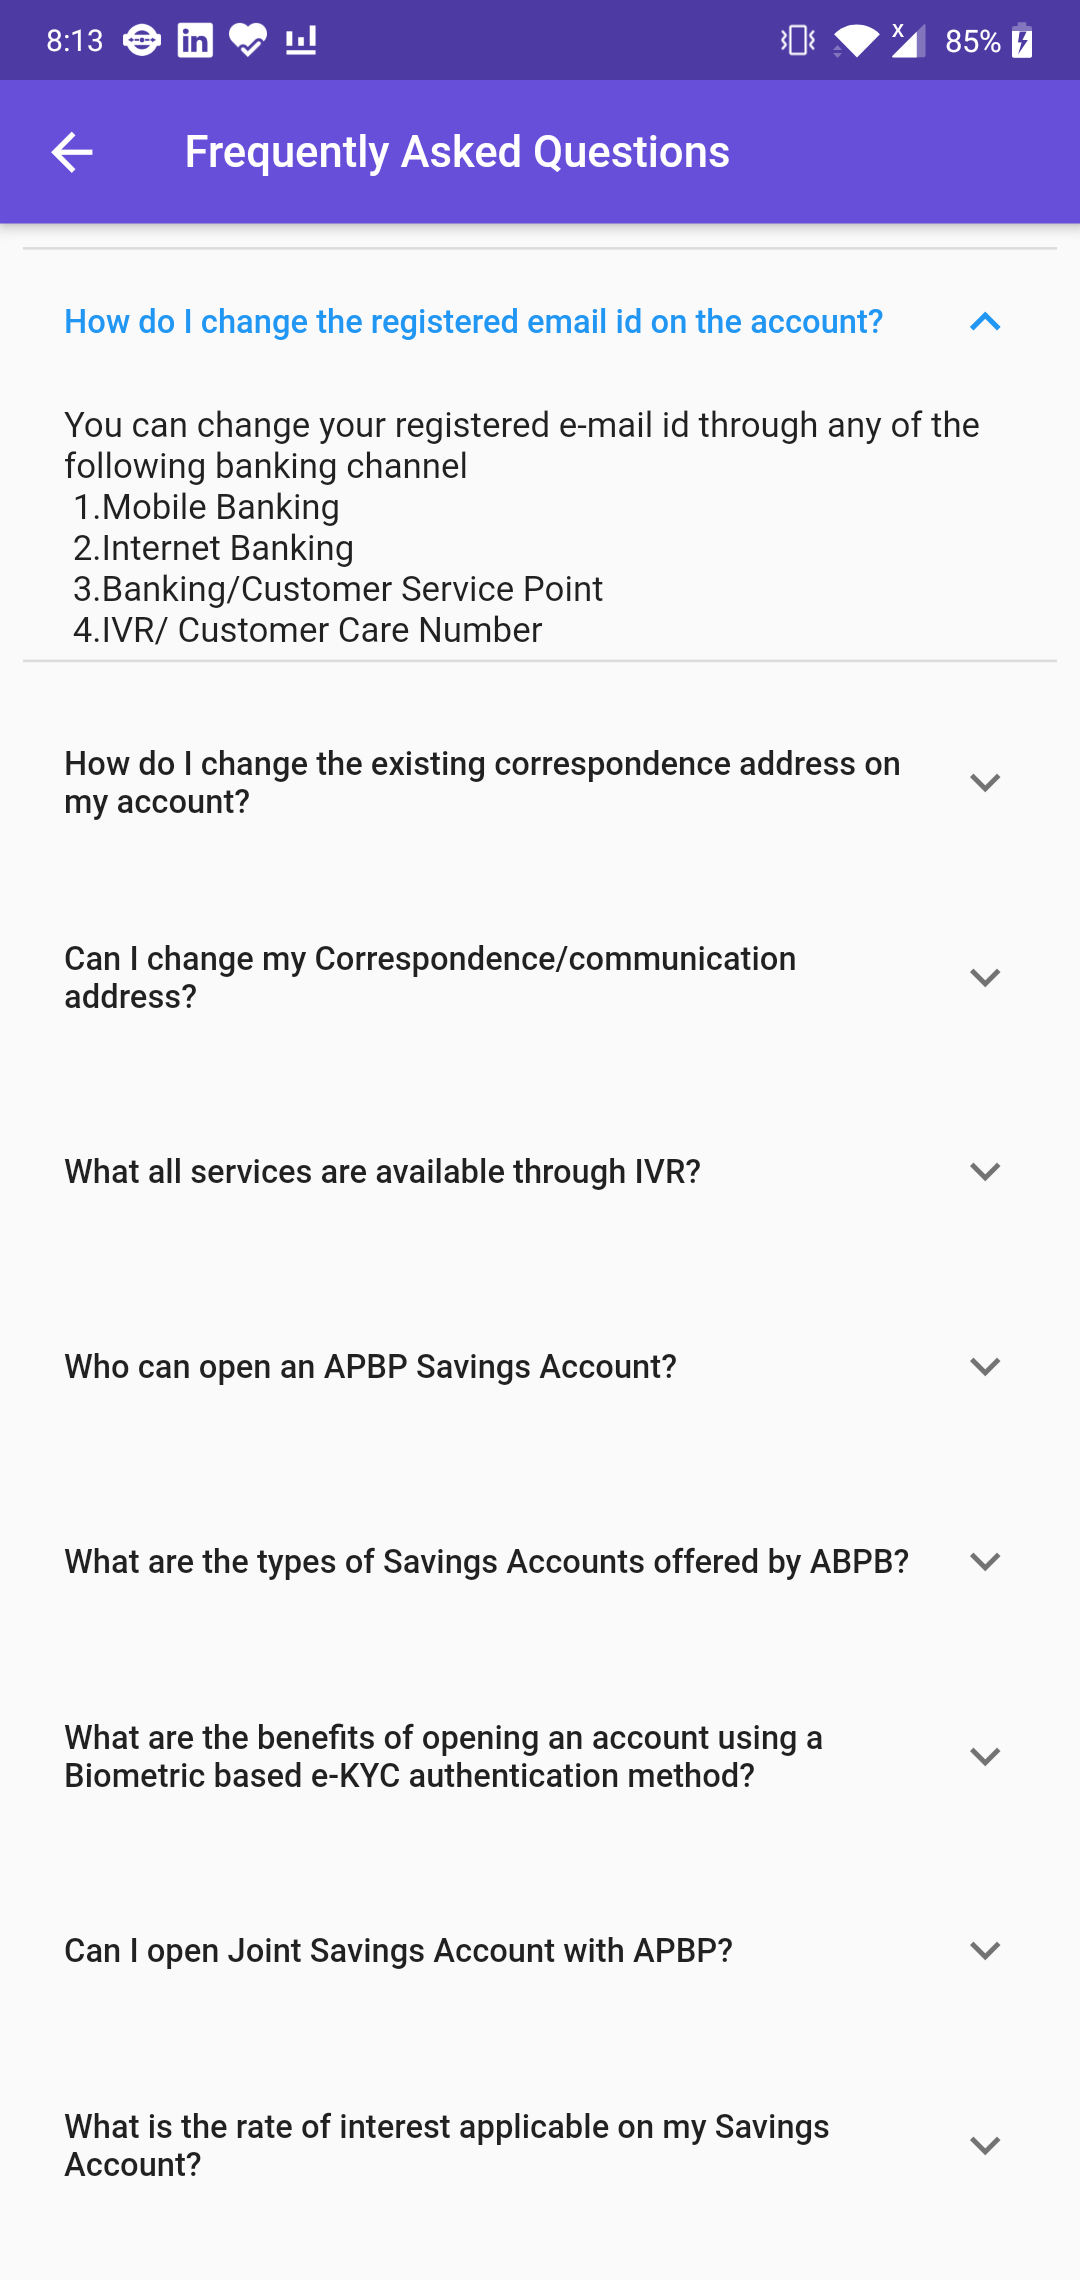 8:13
in
X
85%
Frequently Asked Questions
How do I change the registered email id on the account?
You can change your registered e-mail id through any of the
following banking channel
1.Mobile Banking
2.Internet Banking
3.Banking/Customer Service Point
4.IVR/ Customer Care Number
How do I change the existing correspondence address on
my account?
Can I change my Correspondence/communication
address?
What all services are available through IVR?
Who can open an APBP Savings Account?
What are the types of Savings Accounts offered by ABPB?
What are the benefits of opening an account using a
Biometric based e-KYC authentication method?
Can I open Joint Savings Account with APBP?
What is the rate of interest applicable on my Savings
Account?